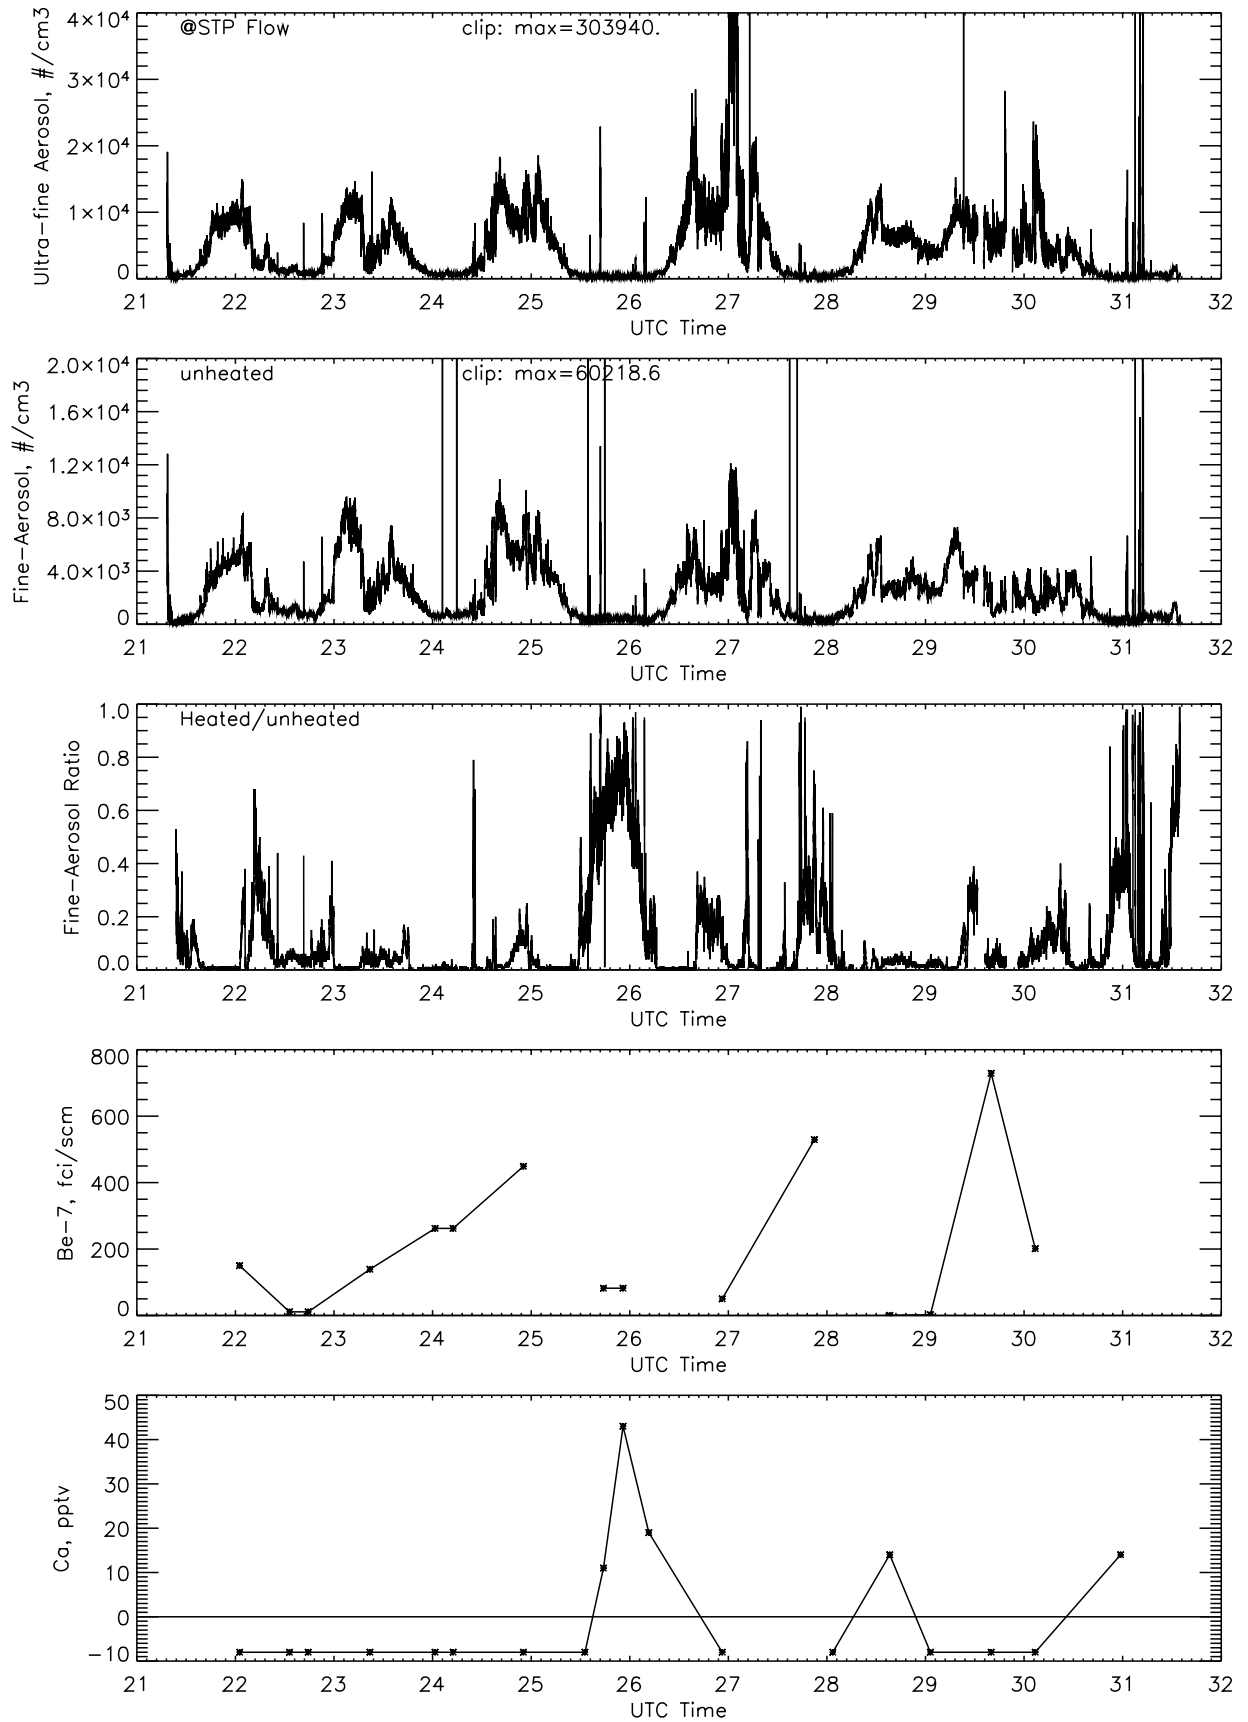 Ultra-fine Aerosol, #/cm3
@STP Flow
clip: max=303940.
4×10⁴
3×10⁴
2×10⁴
1×10⁴
0
21 22 23 24 25 26 27 28 29 30 31 32
UTC Time
Fine-Aerosol, #/cm3
unheated
clip: max=60218.6
2.0×10⁴
1.6×10⁴
1.2×10⁴
8.0×10³
4.0×10³
0
21 22 23 24 25 26 27 28 29 30 31 32
UTC Time
Fine-Aerosol Ratio
Heated/unheated
1.0
0.8
0.6
0.4
0.2
0.0
21 22 23 24 25 26 27 28 29 30 31 32
UTC Time
Be-7, fci/scm
800
600
400
200
0
21 22 23 24 25 26 27 28 29 30 31 32
UTC Time
Ca, pptv
50
40
30
20
10
0
-10
21 22 23 24 25 26 27 28 29 30 31 32
UTC Time